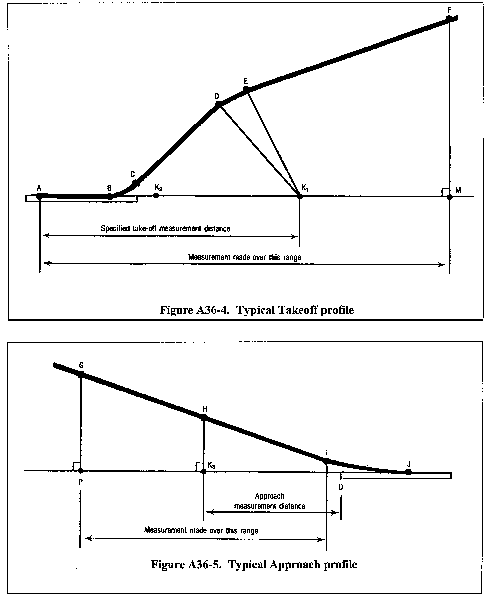 F
E
D
C
A
B
K₂
K₁
M
Specified take-off measurement distance
Measurement made over this range
Figure A36-4. Typical Takeoff profile
G
H
I
J
P
K₃
O
Approach
measurement distance
Measurement made over this range
Figure A36-5. Typical Approach profile